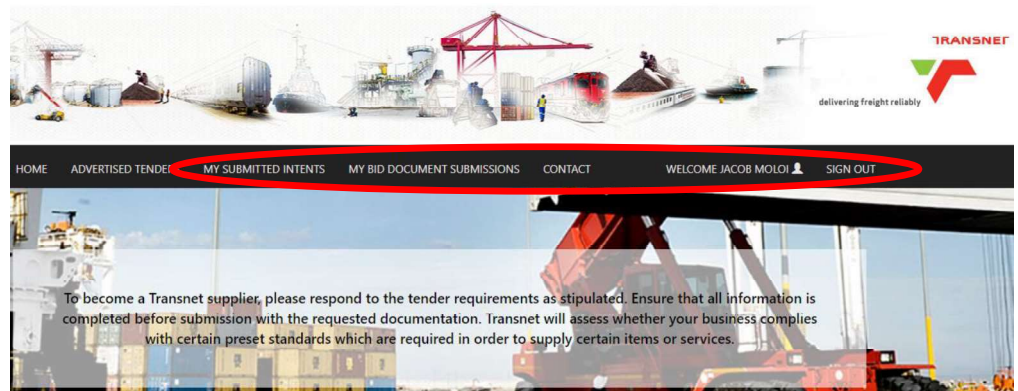 TRANSNET
delivering freight reliably
HOME ADVERTISED TENDE MY SUBMITTED INTENTS MY BID DOCUMENT SUBMISSIONS CONTACT WELCOME JACOB MOLOI SIGN OUT
To become a Transnet supplier, please respond to the tender requirements as stipulated. Ensure that all information is
completed before submission with the requested documentation. Transnet will assess whether your business complies
with certain preset standards which are required in order to supply certain items or services.